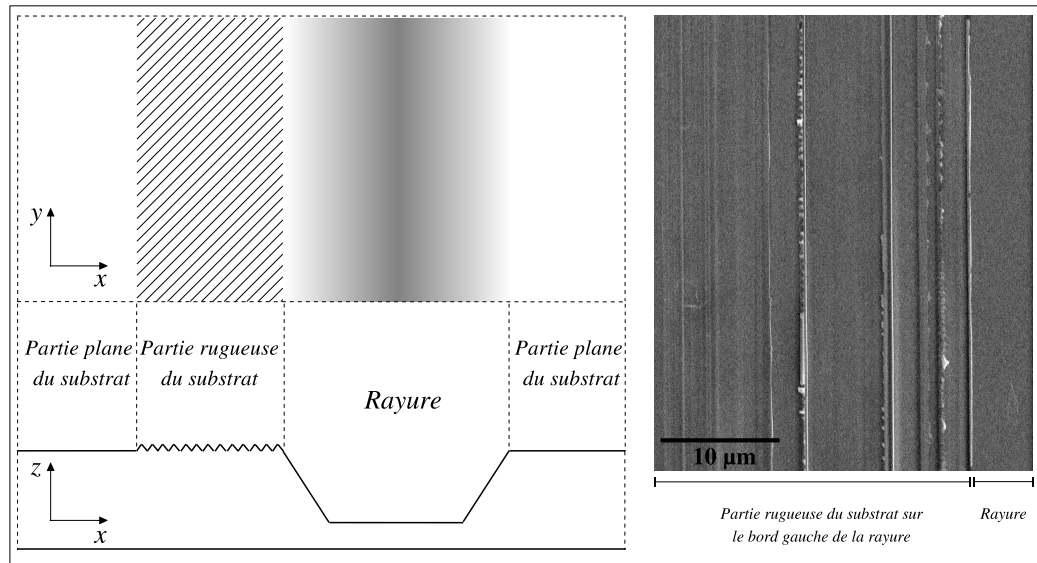 y
x
Partie plane
du substrat
Partie rugueuse
du substrat
Rayure
Partie plane
du substrat
z
x
10 µm
Partie rugueuse du substrat sur
le bord gauche de la rayure
Rayure